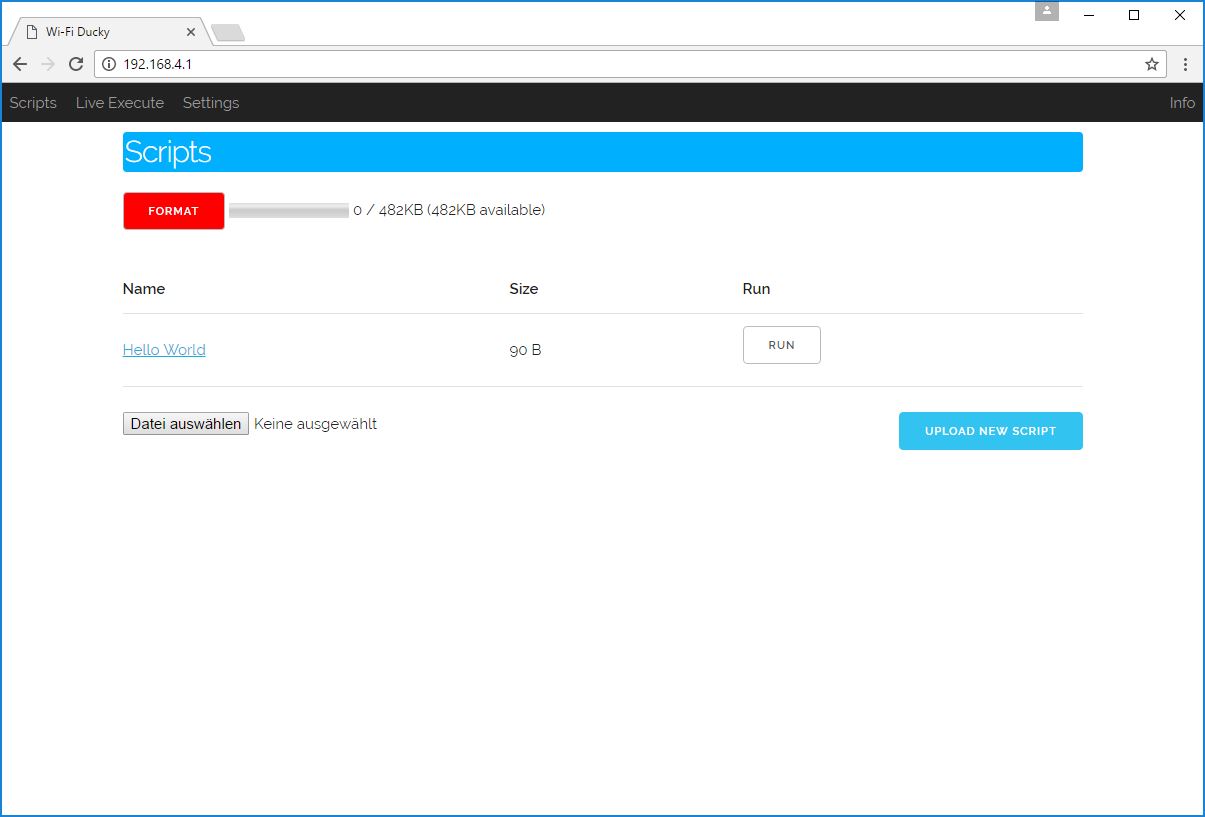 Wi-Fi Ducky
192.168.4.1
Scripts Live Execute Settings Info
Scripts
FORMAT 0 / 482KB (482KB available)
Name Size Run
Hello World 90 B RUN
Datei auswählen Keine ausgewählt UPLOAD NEW SCRIPT